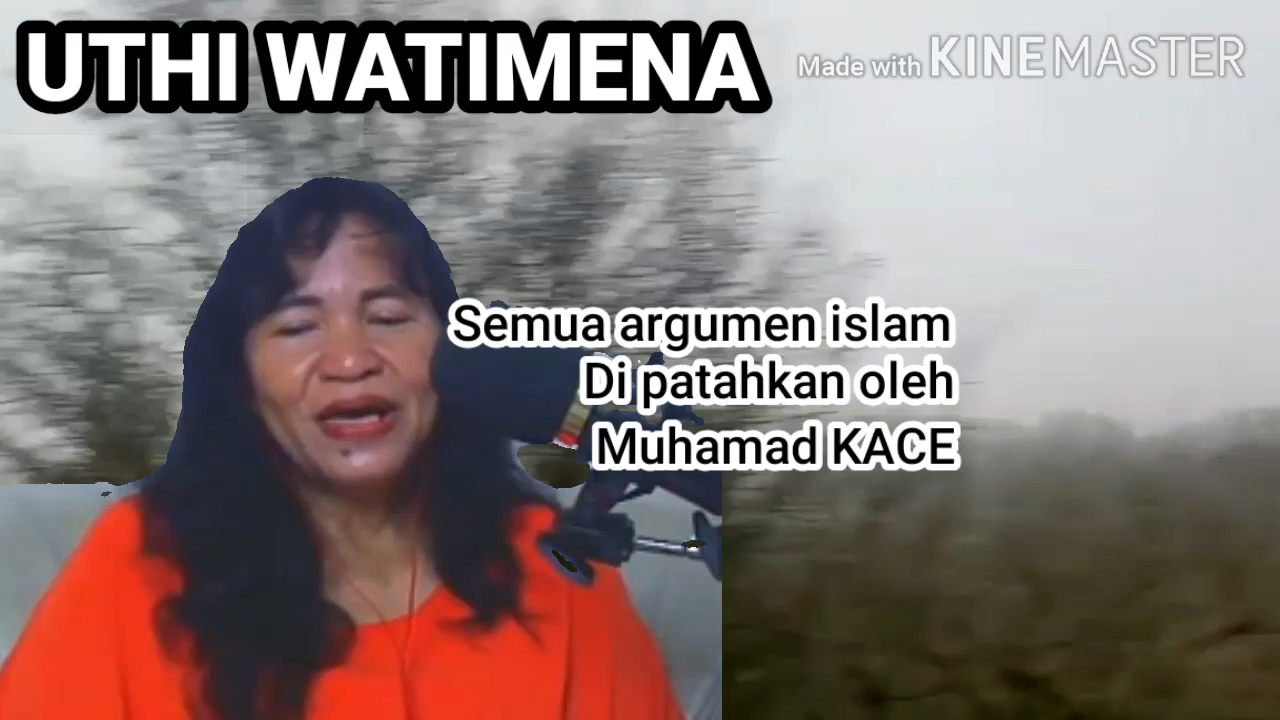 UTHI WATIMENA
Made with KINEMASTER
Semua argumen islam
Di patahkan oleh
Muhamad KACE